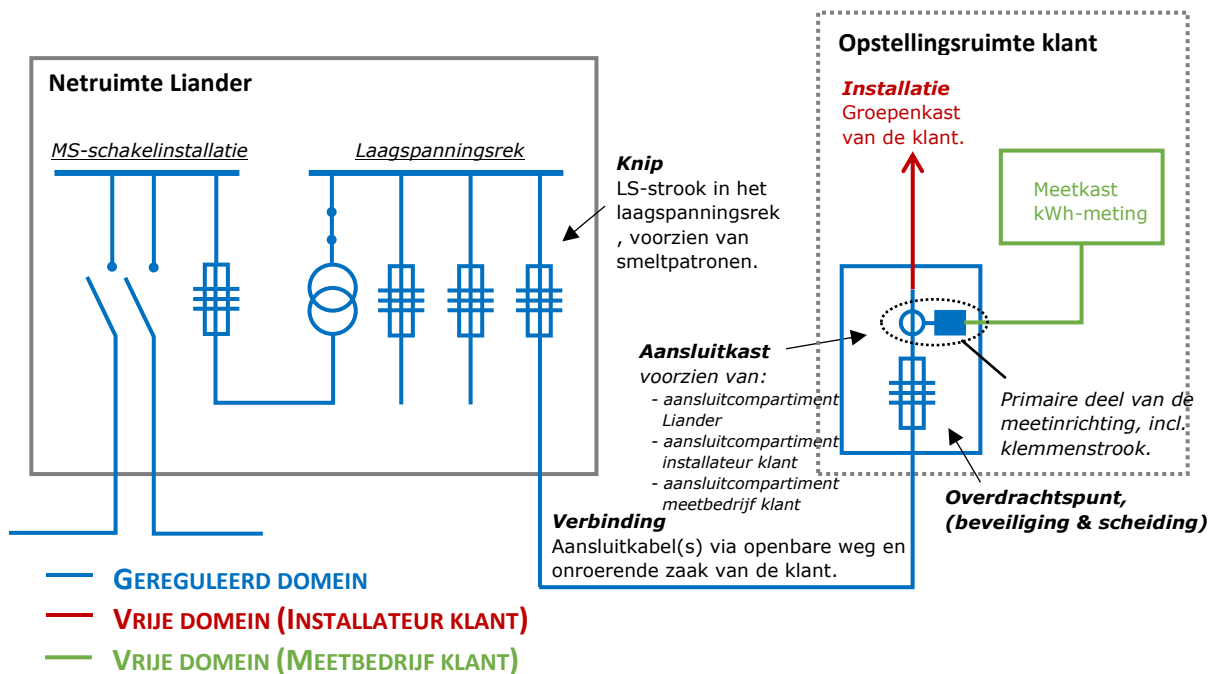 Netruimte Liander
MS-schakelinstallatie
Laagspanningsrek
Knip
LS-strook in het
laagspanningsrek
, voorzien van
smeltpatronen.
Opstellingsruimte klant
Installatie
Groepenkast
van de klant.
Meetkast
kWh-meting
Aansluitkast
voorzien van:
- aansluitcompartiment
Liander
- aansluitcompartiment
installateur klant
- aansluitcompartiment
meetbedrijf klant
Primaire deel van de
meetinrichting, incl.
klemmenstrook.
Overdrachtspunt,
(beveiliging & scheiding)
Verbinding
Aansluitkabel(s) via openbare weg en
onroerende zaak van de klant.
GEREGULEERD DOMEIN
VRIJE DOMEIN (INSTALLATEUR KLANT)
VRIJE DOMEIN (MEETBEDRIJF KLANT)